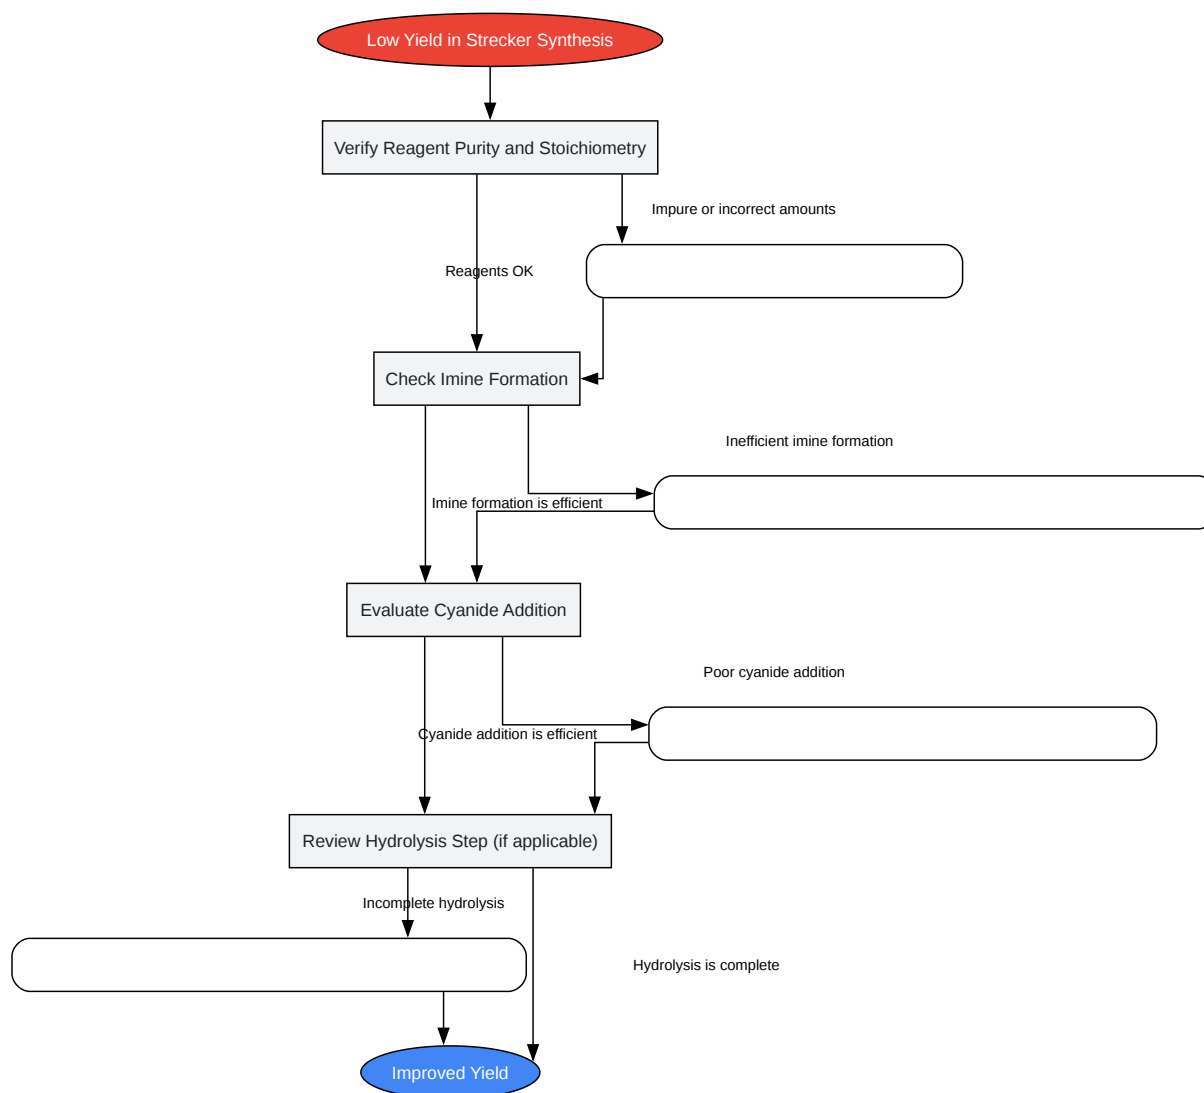 Low Yield in Strecker Synthesis
Verify Reagent Purity and Stoichiometry
Impure or incorrect amounts
Reagents OK
Check Imine Formation
Inefficient imine formation
Imine formation is efficient
Evaluate Cyanide Addition
Poor cyanide addition
Cyanide addition is efficient
Review Hydrolysis Step (if applicable)
Incomplete hydrolysis
Hydrolysis is complete
Improved Yield